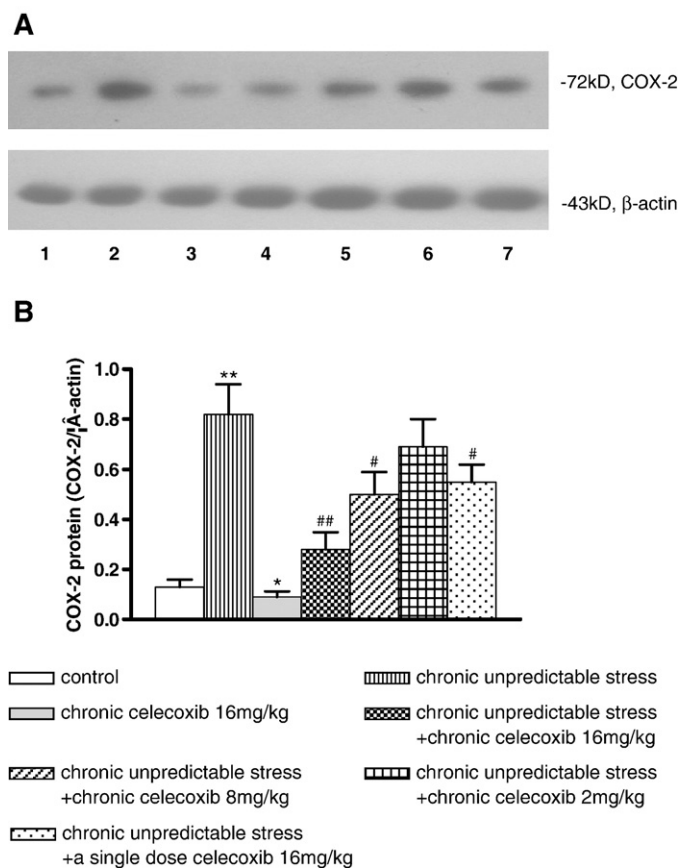 A
-72kD, COX-2
-43kD, β-actin
1 2 3 4 5 6 7
B
COX-2 protein (COX-2/¦Â-actin)
1.0
0.8
0.6
0.4
0.2
0.0
**
*
##
#
#
control
chronic unpredictable stress
chronic celecoxib 16mg/kg
chronic unpredictable stress
+chronic celecoxib 16mg/kg
chronic unpredictable stress
+chronic celecoxib 8mg/kg
chronic unpredictable stress
+chronic celecoxib 2mg/kg
chronic unpredictable stress
+a single dose celecoxib 16mg/kg